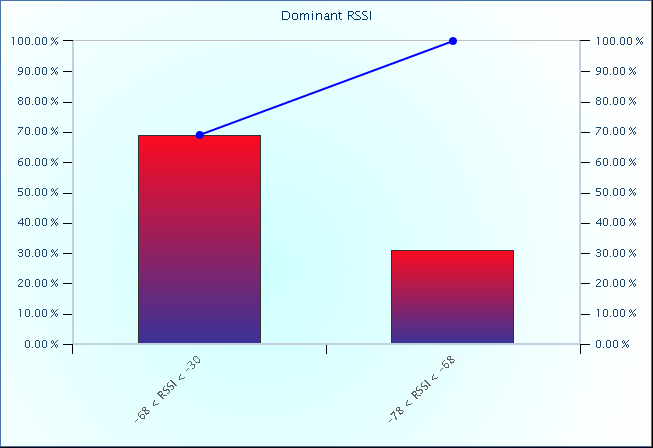 Dominant RSSI
100.00 % 100.00 %
90.00 % 90.00 %
80.00 % 80.00 %
70.00 % 70.00 %
60.00 % 60.00 %
50.00 % 50.00 %
40.00 % 40.00 %
30.00 % 30.00 %
20.00 % 20.00 %
10.00 % 10.00 %
0.00 % 0.00 %
-68 < RSSI < -30
-78 < RSSI < -68